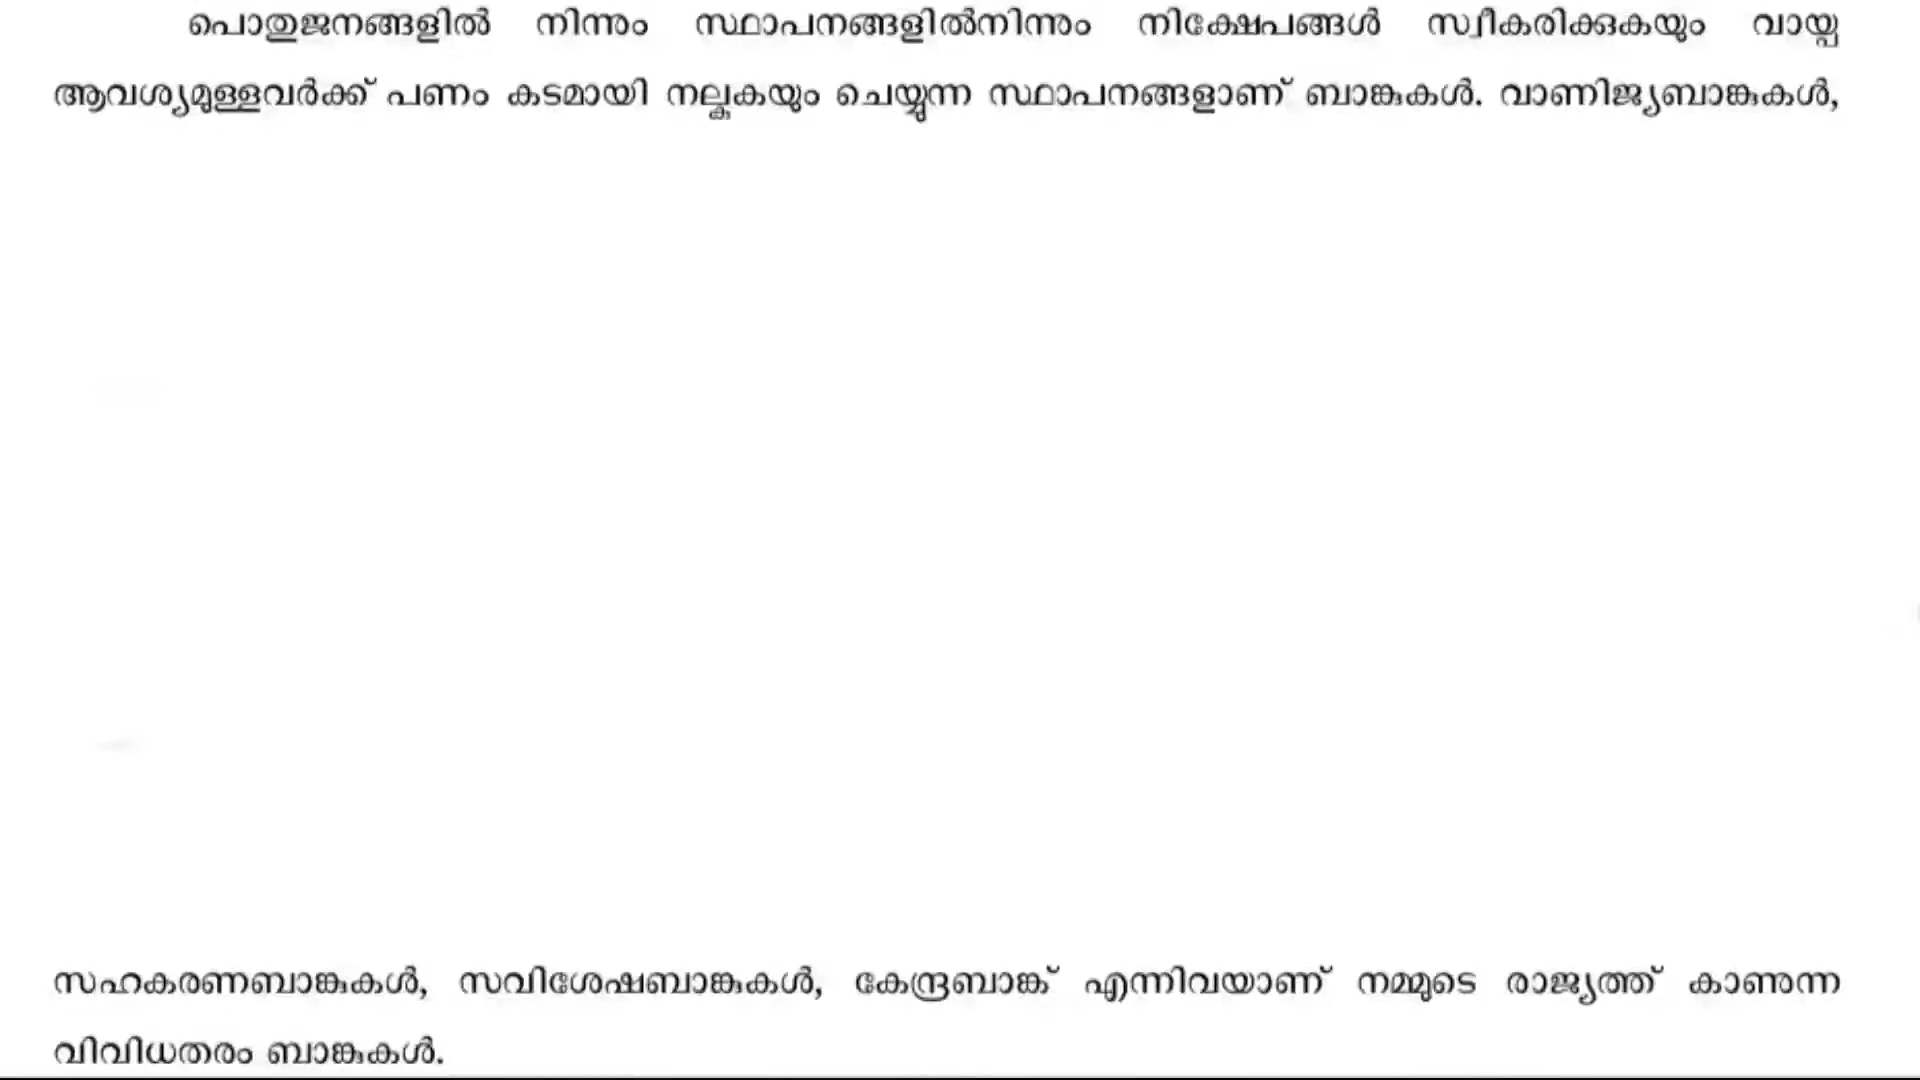 പൊതുജനങ്ങളിൽ നിന്നും സ്ഥാപനങ്ങളിൽനിന്നും നിക്ഷേപങ്ങൾ സ്വീകരിക്കുകയും വായ്പ
ആവശ്യമുള്ളവർക്ക് പണം കടമായി നല്കുകയും ചെയ്യുന്ന സ്ഥാപനങ്ങളാണ് ബാങ്കുകൾ. വാണിജ്യബാങ്കുകൾ,
സഹകരണബാങ്കുകൾ, സവിശേഷബാങ്കുകൾ, കേന്ദ്രബാങ്ക് എന്നിവയാണ് നമ്മുടെ രാജ്യത്ത് കാണുന്ന
വിവിധതരം ബാങ്കുകൾ.